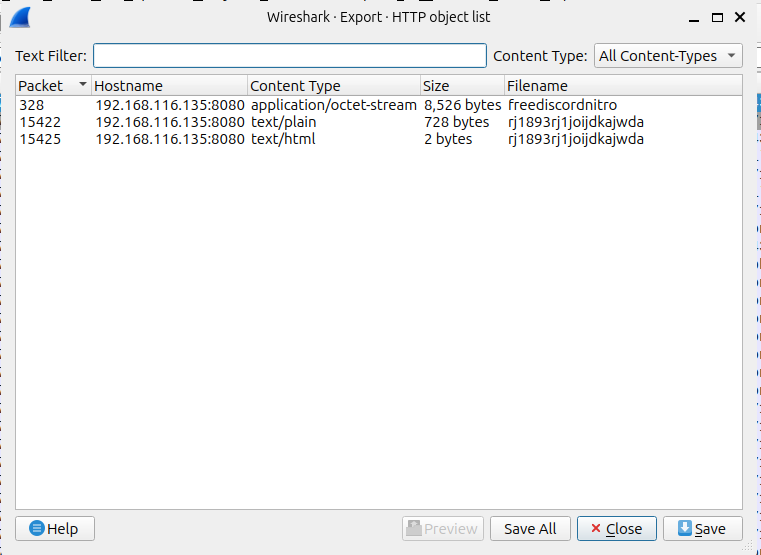 Wireshark · Export · HTTP object list
Text Filter: Content Type: All Content-Types
Packet Hostname Content Type Size Filename
328 192.168.116.135:8080 application/octet-stream 8,526 bytes freediscordnitro
15422 192.168.116.135:8080 text/plain 728 bytes rj1893rj1joijdkajwda
15425 192.168.116.135:8080 text/html 2 bytes rj1893rj1joijdkajwda
Help Preview Save All Close Save